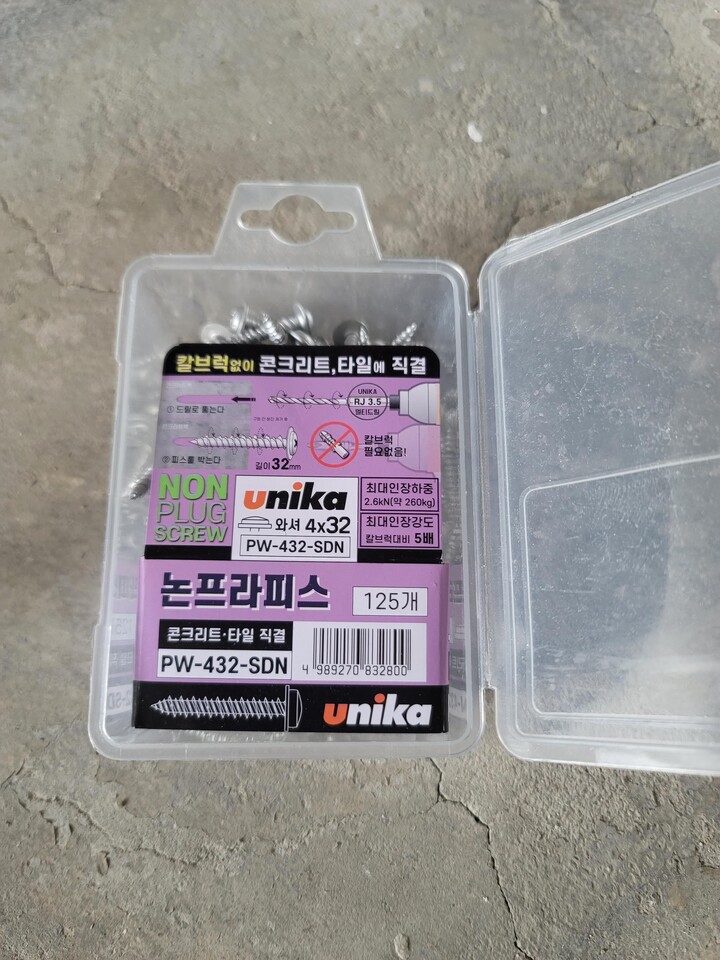 칼브럭없이 콘크리트,타일에 직결
①드릴로 뚫는다
UNIKA
RJ 3.5
멀티드릴
②피스를 박는다
길이32mm
칼브럭
필요없음!
NON
PLUG
SCREW
unika
와셔 4x32
PW-432-SDN
최대인장하중
2.6kN(약 260kg)
최대인장강도
칼브럭대비 5배
논프라피스
125개
콘크리트·타일 직결
PW-432-SDN
4 989270 832800
unika